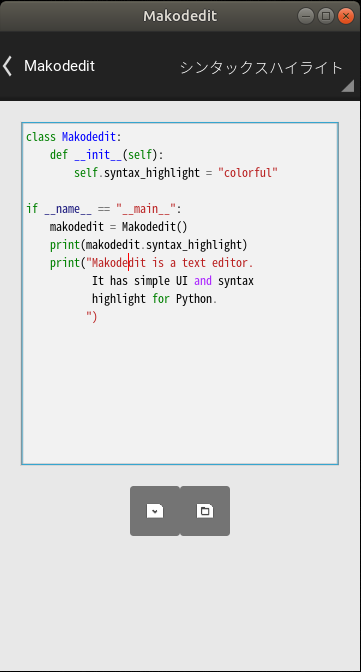 Makodedit
Makodedit
シンタックスハイライト
class Makodedit:
    def __init__(self):
        self.syntax_highlight = "colorful"
if __name__ == "__main__":
    makodedit = Makodedit()
    print(makodedit.syntax_highlight)
    print("Makodedit is a text editor.
           It has simple UI and syntax
           highlight for Python.
          ")